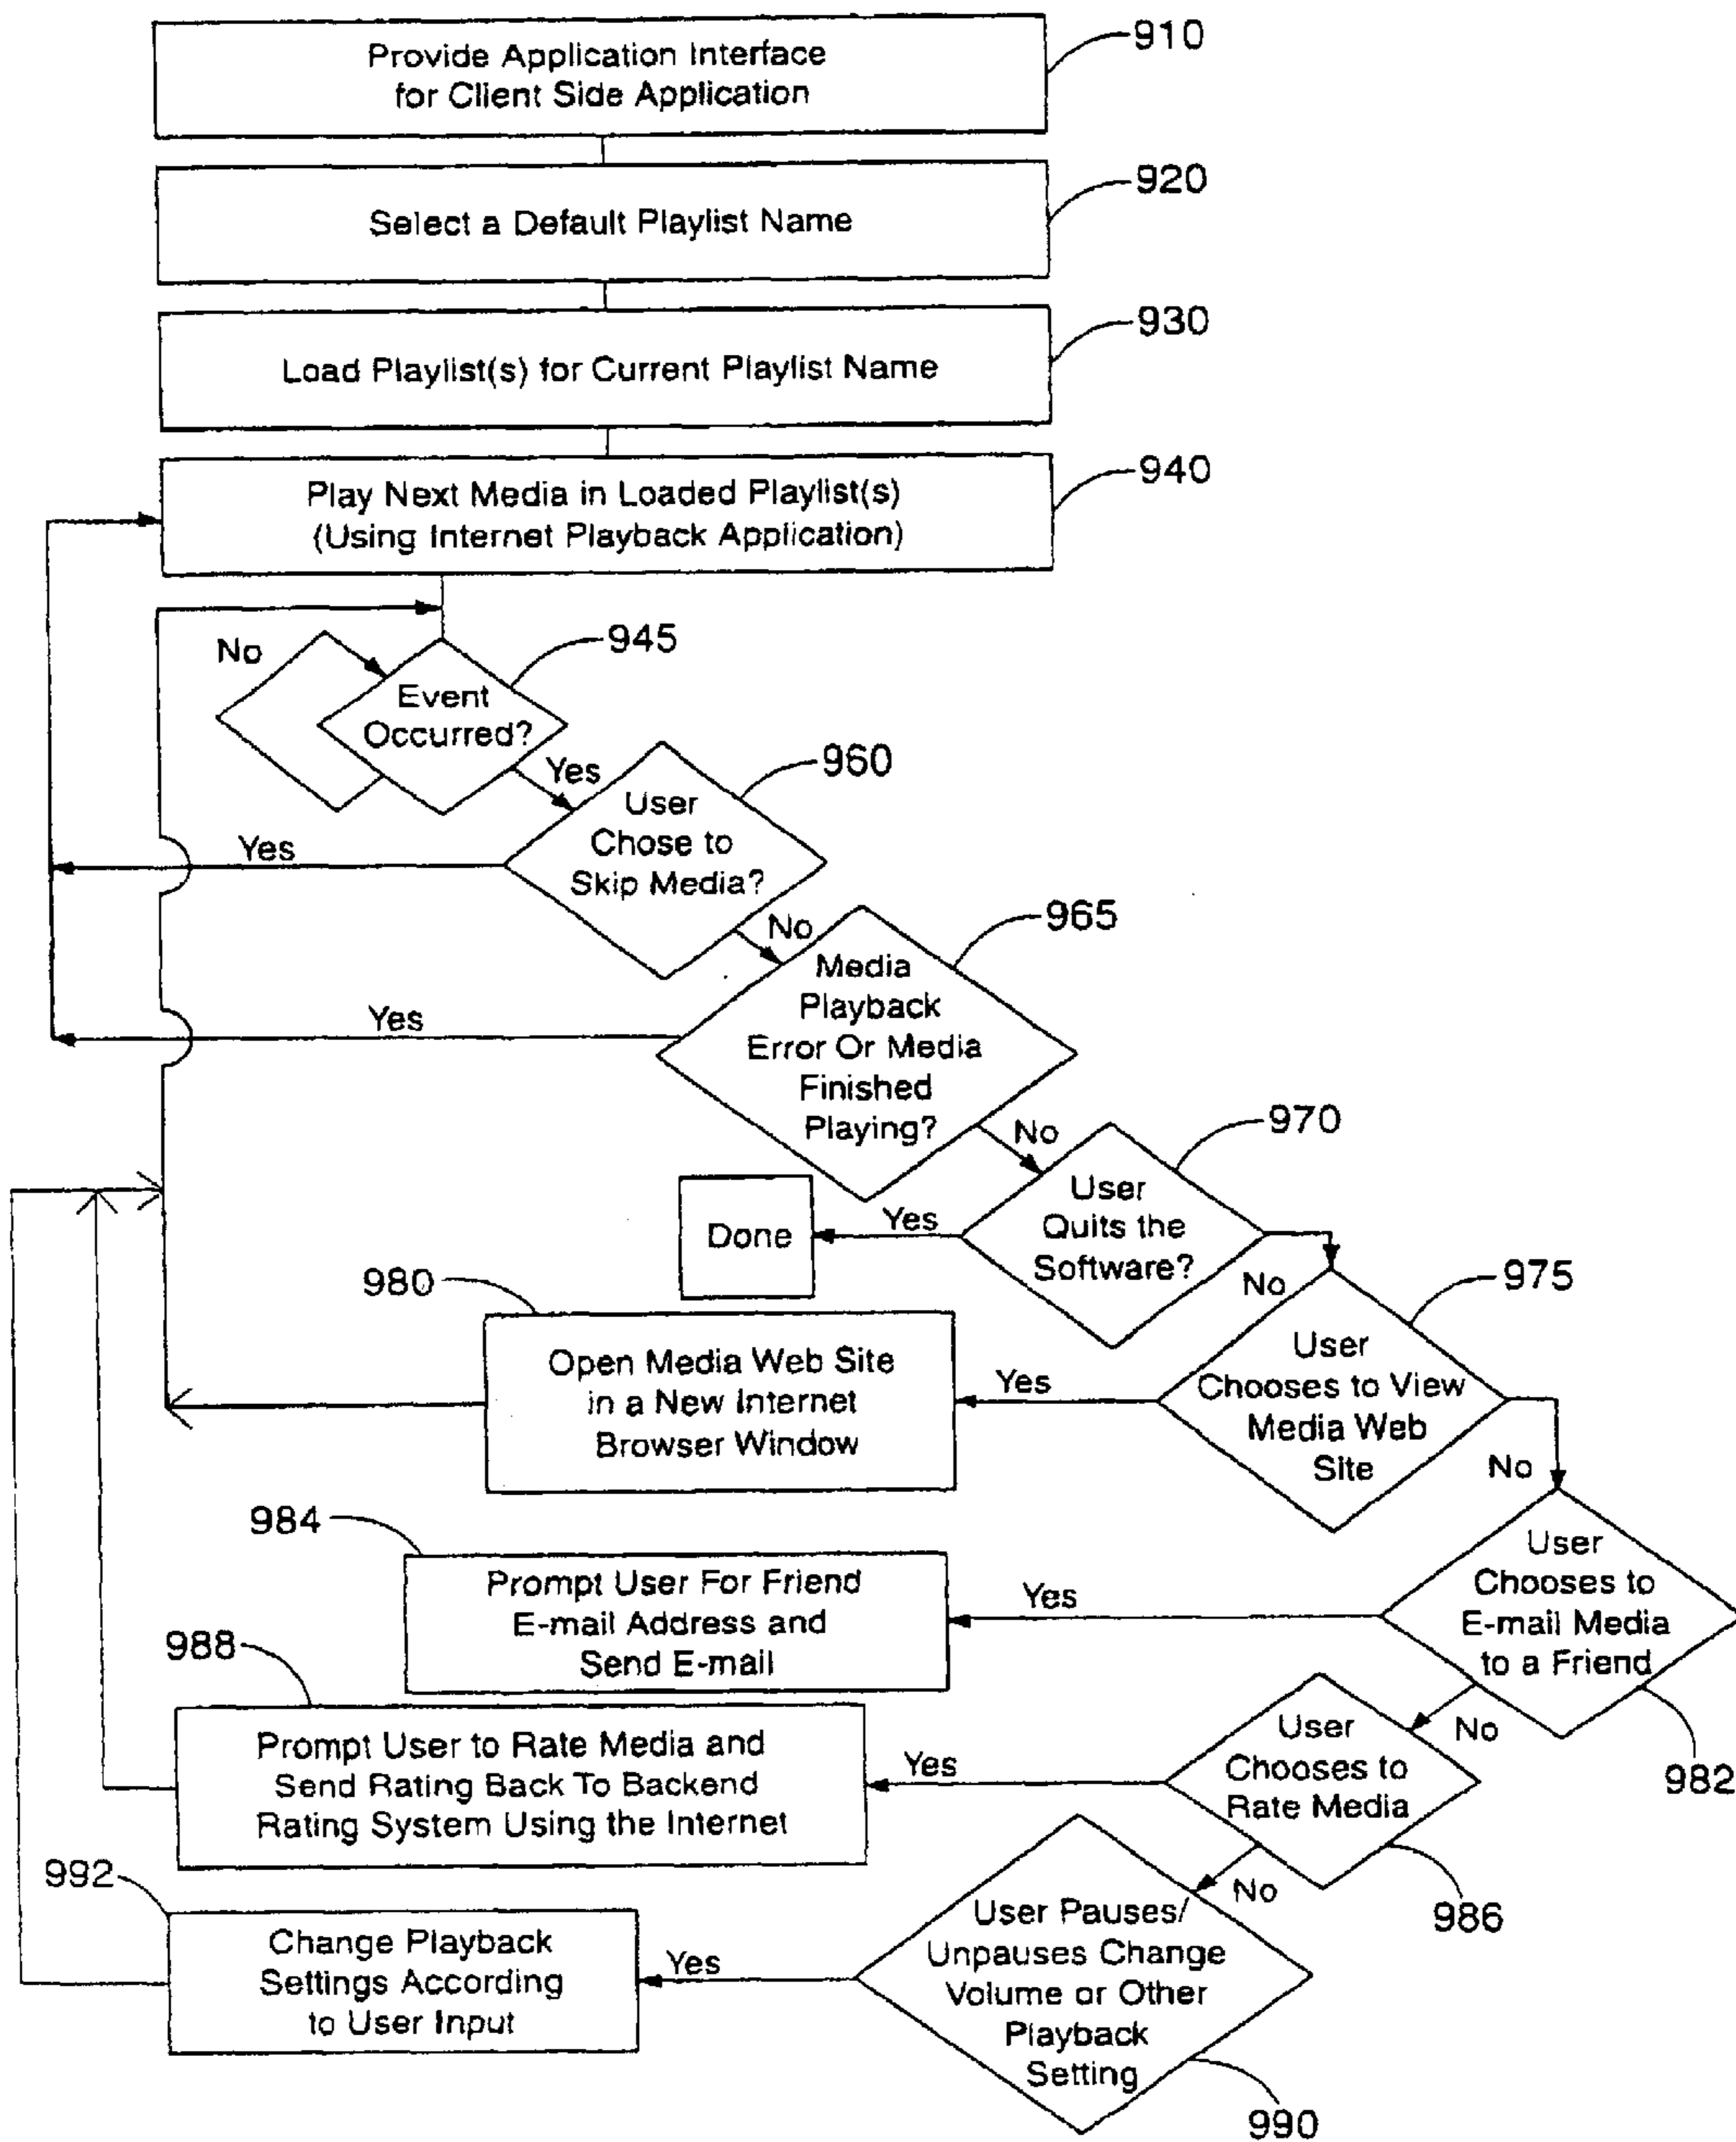 Provide Application Interface
for Client Side Application
910
Select a Default Playlist Name
920
Load Playlist(s) for Current Playlist Name
930
Play Next Media in Loaded Playlist(s)
(Using Internet Playback Application)
940
No
Event
Occurred?
945
Yes
User
Chose to
Skip Media?
960
Yes
No
Media
Playback
Error Or Media
Finished
Playing?
965
Yes
No
User
Quits the
Software?
970
Yes
Done
No
User
Chooses to View
Media Web
Site
975
Yes
980
Open Media Web Site
in a New Internet
Browser Window
No
User
Chooses to
E-mail Media
to a Friend
982
Yes
984
Prompt User For Friend
E-mail Address and
Send E-mail
No
User
Chooses to
Rate Media
986
Yes
988
Prompt User to Rate Media and
Send Rating Back To Backend
Rating System Using the Internet
No
User Pauses/
Unpauses Change
Volume or Other
Playback
Setting
990
Yes
992
Change Playback
Settings According
to User Input